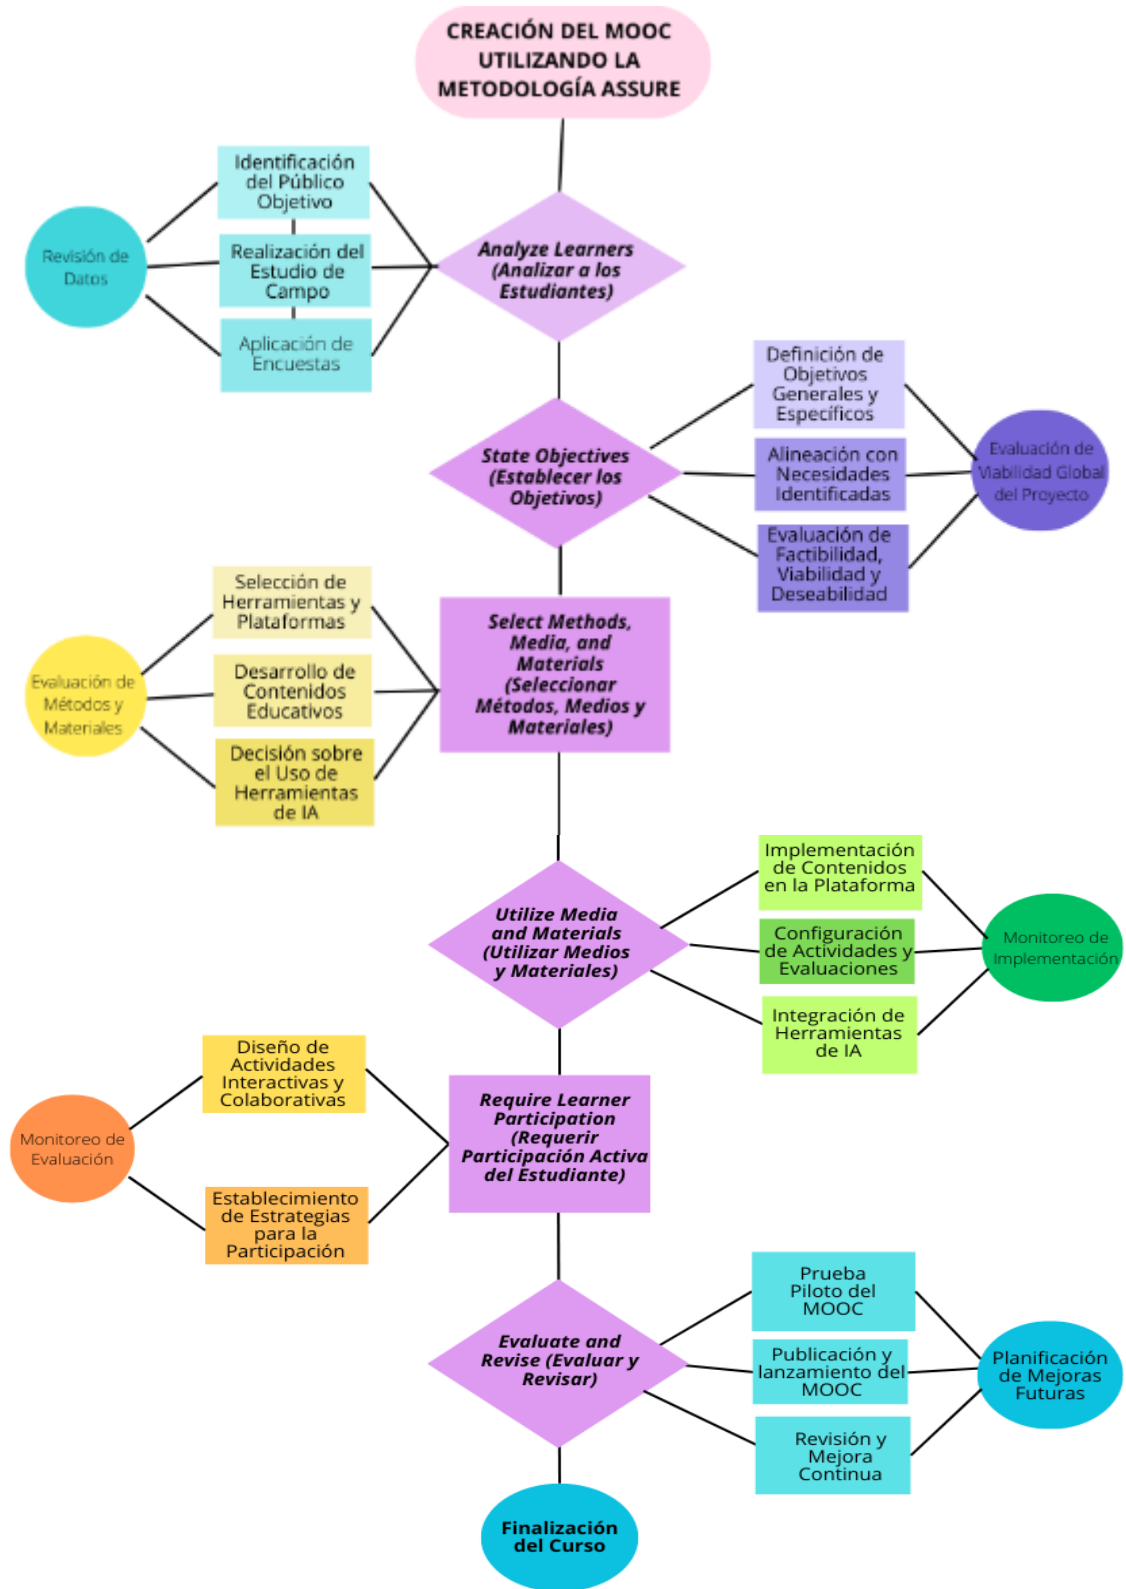 CREACIÓN DEL MOOC
UTILIZANDO LA
METODOLOGÍA ASSURE
Identificación
del Público
Objetivo
Revisión de
Datos
Realización del
Estudio de
Campo
Analyze Learners
(Analizar a los
Estudiantes)
Aplicación de
Encuestas
Definición de
Objetivos
Generales y
Específicos
State Objectives
(Establecer los
Objetivos)
Alineación con
Necesidades
Identificadas
Evaluación de
Viabilidad Global
del Proyecto
Evaluación de
Factibilidad,
Viabilidad y
Deseabilidad
Selección de
Herramientas y
Plataformas
Evaluación de
Métodos y
Materiales
Desarrollo de
Contenidos
Educativos
Select Methods,
Media, and
Materials
(Seleccionar
Métodos, Medios y
Materiales)
Decisión sobre
el Uso de
Herramientas
de IA
Implementación
de Contenidos
en la Plataforma
Utilize Media
and Materials
(Utilizar Medios
y Materiales)
Configuración
de Actividades y
Evaluaciones
Monitoreo de
Implementación
Integración de
Herramientas
de IA
Diseño de
Actividades
Interactivas y
Colaborativas
Monitoreo de
Evaluación
Require Learner
Participation
(Requerir
Participación Activa
del Estudiante)
Establecimiento
de Estrategias
para la
Participación
Prueba
Piloto del
MOOC
Evaluate and
Revise (Evaluar y
Revisar)
Publicación y
lanzamiento del
MOOC
Planificación
de Mejoras
Futuras
Revisión y
Mejora
Continua
Finalización
del Curso